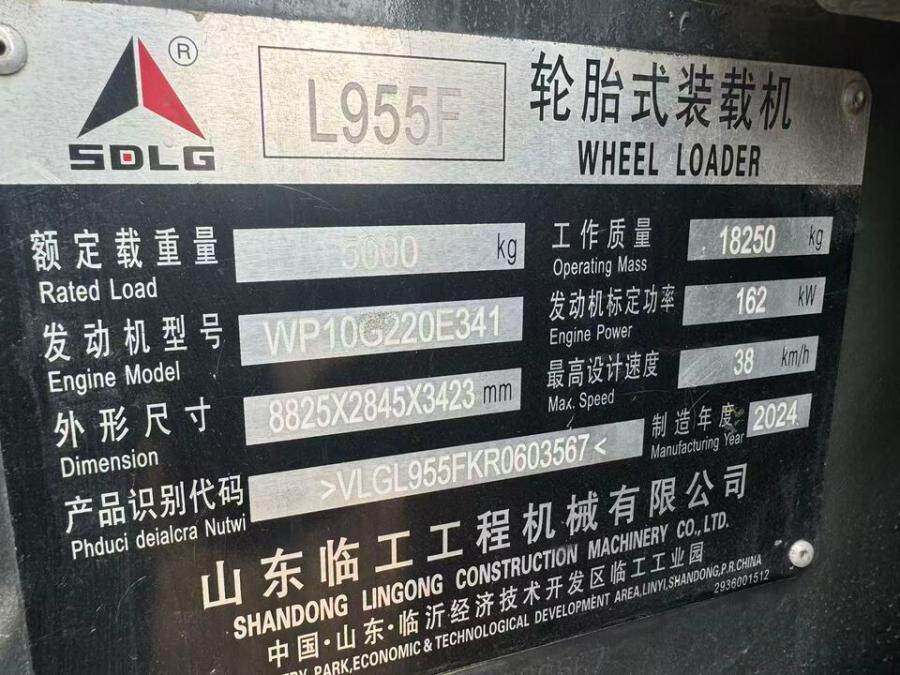 ®
SDLG
L955F
轮胎式装载机
WHEEL LOADER
额定载重量 5000 kg
Rated Load
工作质量 18250 kg
Operating Mass
发动机型号 WP10G220E341
Engine Model
发动机标定功率 162 kW
Engine Power
外形尺寸 8825X2845X3423 mm
Dimension
最高设计速度 38 km/h
Max. Speed
产品识别代码 >VLGL955FKR0603567<
Phduci deialcra Nutwi
制造年度 2024
Manufacturing Year
山东临工工程机械有限公司
SHANDONG LINGONG CONSTRUCTION MACHINERY CO.,LTD.
中国·山东·临沂经济技术开发区临工工业园
PARK,ECONOMIC & TECHNOLOGICAL DEVELOPMENT AREA,LINYI,SHANDONG,P.R.CHINA
2936001512